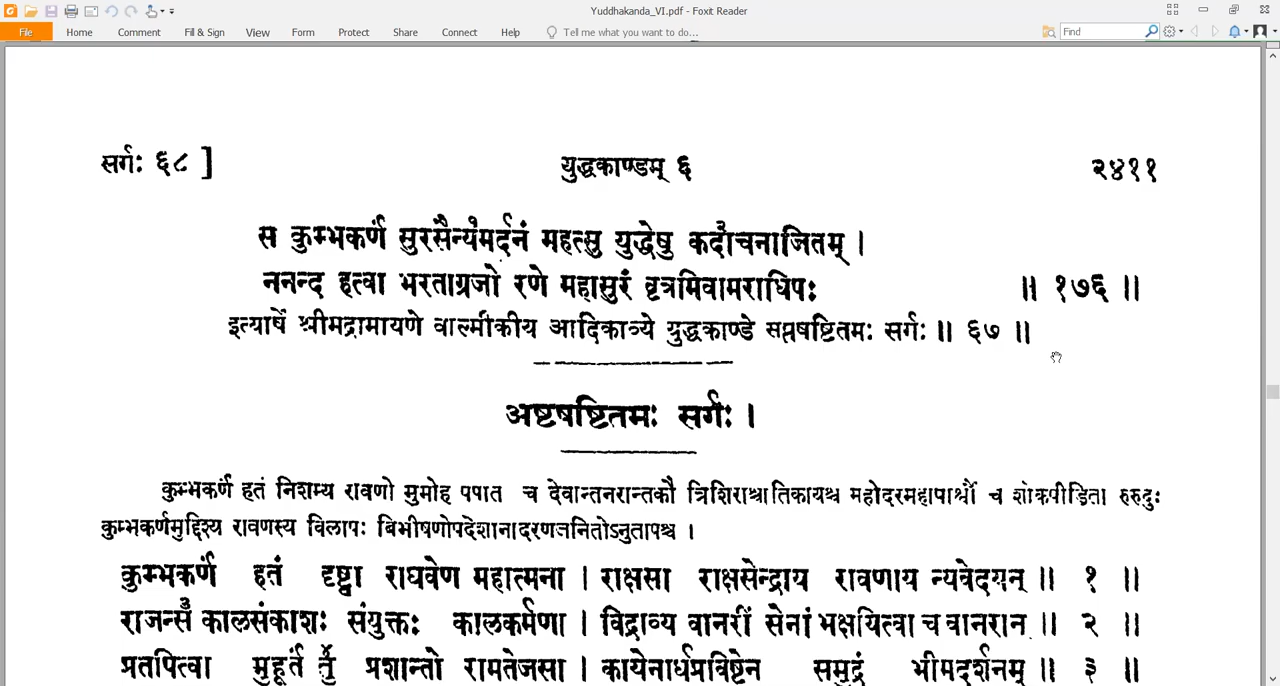 Yuddhakanda_VI.pdf - Foxit Reader
File Home Comment Fill & Sign View Form Protect Share Connect Help Tell me what you want to do... Find
सर्गः ६८ ] युद्धकाण्डम् ६ २४११
स कुम्भकर्णं सुरसैन्यमर्दनं महत्सु युद्धेषु कदाचनाजितम् ।
ननन्द हत्वा भरताग्रजो रणे महासुरं वृत्रमिवामराधिपः ॥ १७६ ॥
इत्यार्षे श्रीमद्रामायणे वाल्मीकीय आदिकाव्ये युद्धकाण्डे सप्तषष्टितमः सर्गः ॥ ६७ ॥
अष्टषष्टितमः सर्गः ।
कुम्भकर्णं हतं निशम्य रावणो मुमोह पपात च देवान्तनरान्तकौ त्रिशिराश्चातिकायश्च महोदरमहापार्श्वौ च शोकपीडिता रुरुदुः
कुम्भकर्णमुद्दिश्य रावणस्य विलापः बिभीषणोपदेशानादरणजनितोऽनुतापश्च ।
कुम्भकर्णं हतं दृष्ट्वा राघवेण महात्मना । राक्षसा राक्षसेन्द्राय रावणाय न्यवेदयन् ॥ १ ॥
राजन्स कालसंकाशः संयुक्तः कालकर्मणा । विद्राव्य वानरीं सेनां भक्षयित्वा च वानरान् ॥ २ ॥
प्रतपित्वा मुहूर्तं तु प्रशान्तो रामतेजसा । कायेनार्धप्रविष्टेन समुद्रं भीमदर्शनम् ॥ ३ ॥